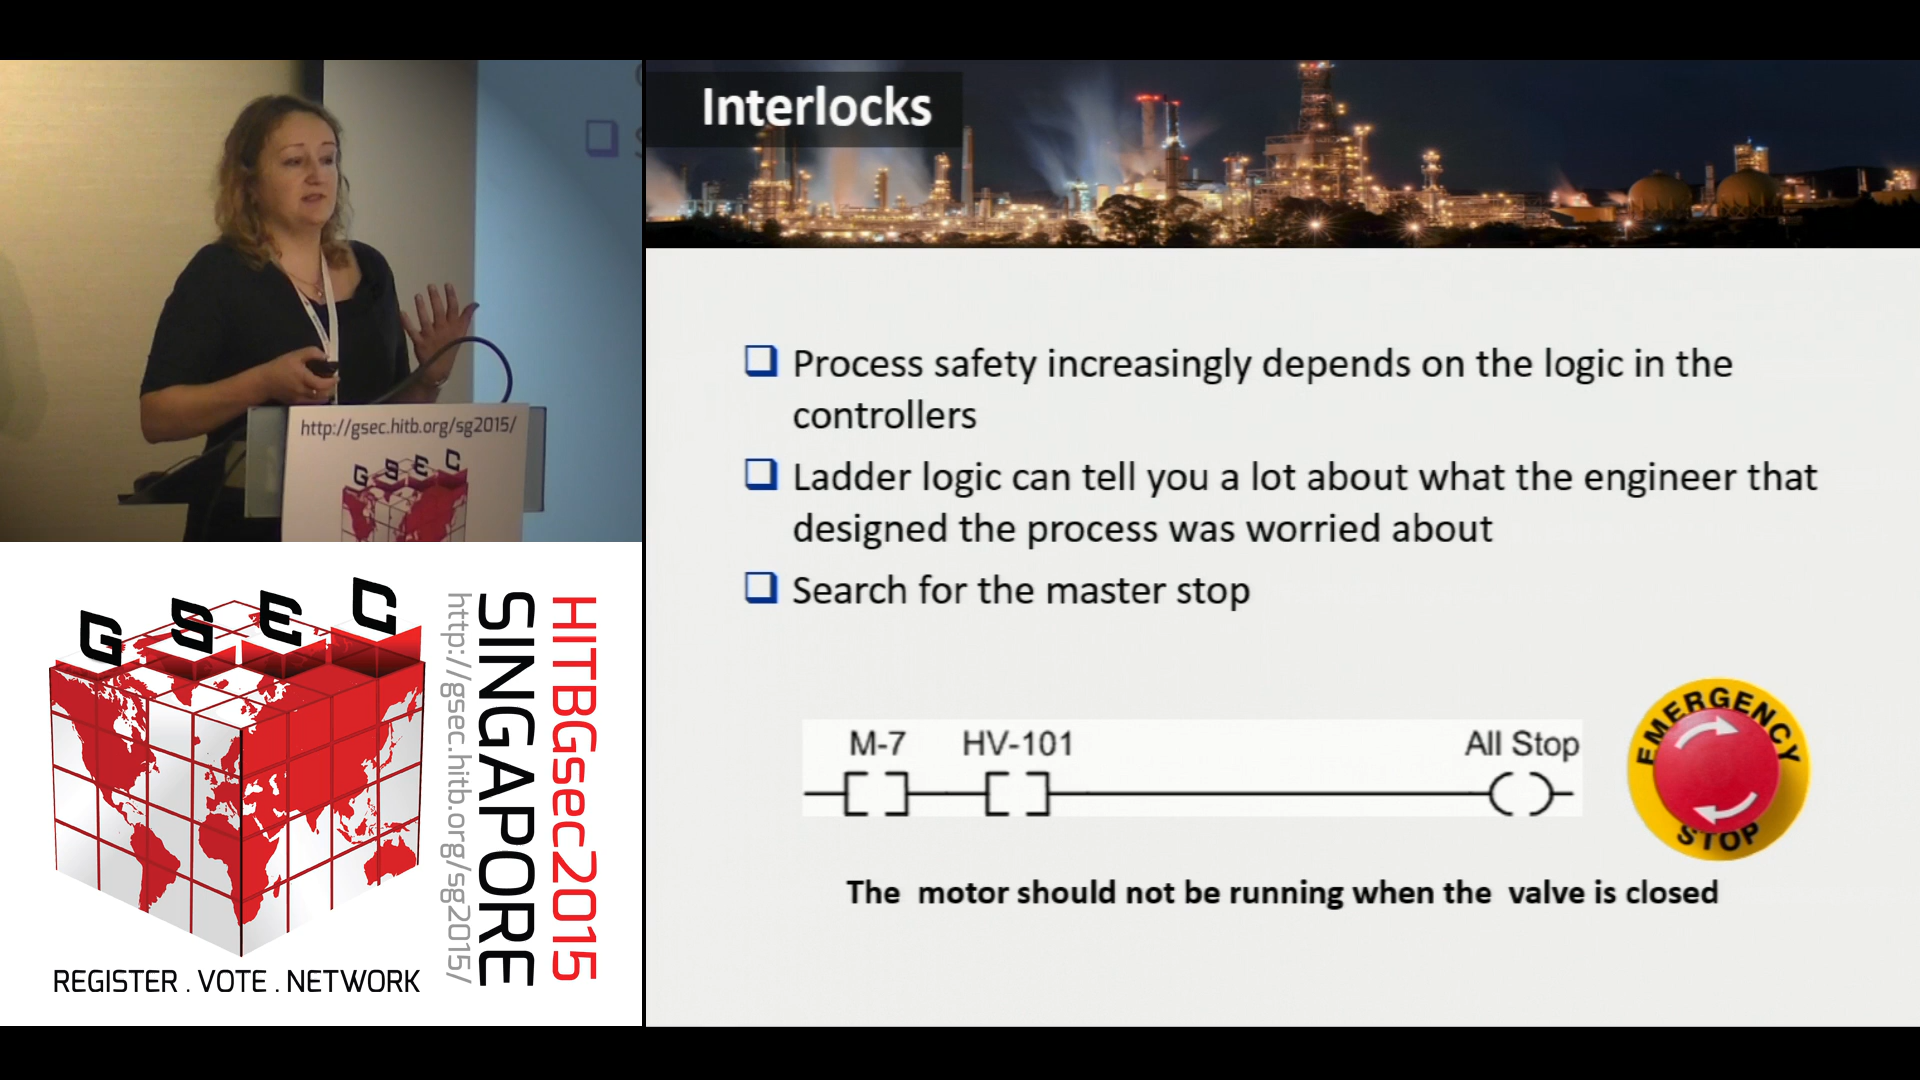 Interlocks
Process safety increasingly depends on the logic in the
controllers
Ladder logic can tell you a lot about what the engineer that
designed the process was worried about
Search for the master stop
M-7 HV-101 All Stop
EMERGENCY
STOP
The motor should not be running when the valve is closed
http://gsec.hitb.org/sg2015/
G S E C
G S E C
REGISTER . VOTE . NETWORK
http://gsec.hitb.org/sg2015/
SINGAPORE
HITBGsec2015